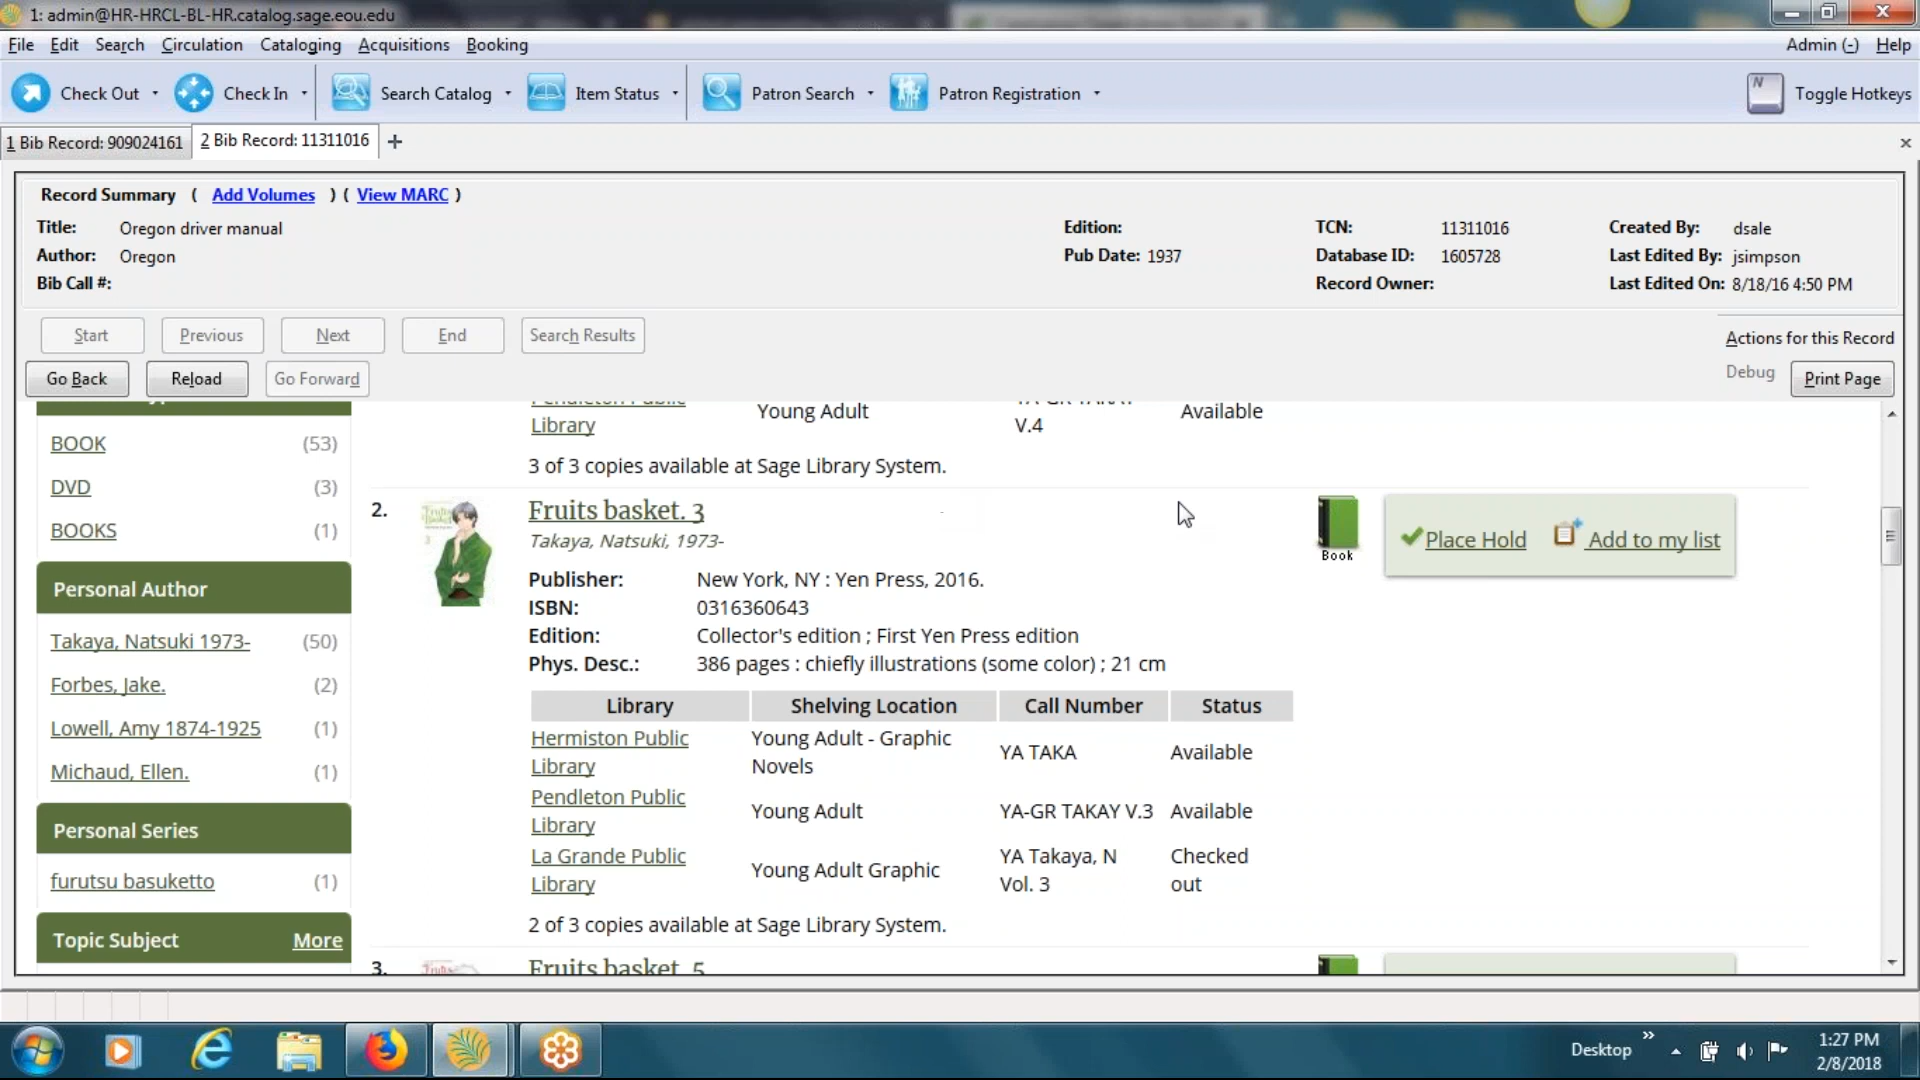 1: admin@HR-HRCL-BL-HR.catalog.sage.eou.edu
File Edit Search Circulation Cataloging Acquisitions Booking Admin (-) Help
Check Out Check In Search Catalog Item Status Patron Search Patron Registration Toggle Hotkeys
1 Bib Record: 909024161 2 Bib Record: 11311016
Record Summary ( Add Volumes ) ( View MARC )
Title: Oregon driver manual Edition: TCN: 11311016 Created By: dsale
Author: Oregon Pub Date: 1937 Database ID: 1605728 Last Edited By: jsimpson
Bib Call #: Record Owner: Last Edited On: 8/18/16 4:50 PM
Start Previous Next End Search Results Actions for this Record
Go Back Reload Go Forward Debug Print Page
BOOK (53)
DVD (3)
BOOKS (1)
Personal Author
Takaya, Natsuki 1973- (50)
Forbes, Jake. (2)
Lowell, Amy 1874-1925 (1)
Michaud, Ellen. (1)
Personal Series
furutsu basuketto (1)
Topic Subject More
Pendleton Public
Library Young Adult YA-GR TAKAY
V.4 Available
3 of 3 copies available at Sage Library System.
2. Fruits basket. 3
Takaya, Natsuki, 1973-
Book
Place Hold Add to my list
Publisher: New York, NY : Yen Press, 2016.
ISBN: 0316360643
Edition: Collector's edition ; First Yen Press edition
Phys. Desc.: 386 pages : chiefly illustrations (some color) ; 21 cm
Library Shelving Location Call Number Status
Hermiston Public
Library Young Adult - Graphic
Novels YA TAKA Available
Pendleton Public
Library Young Adult YA-GR TAKAY V.3 Available
La Grande Public
Library Young Adult Graphic YA Takaya, N
Vol. 3 Checked
out
2 of 3 copies available at Sage Library System.
3. Fruits basket. 5
Desktop 1:27 PM
2/8/2018